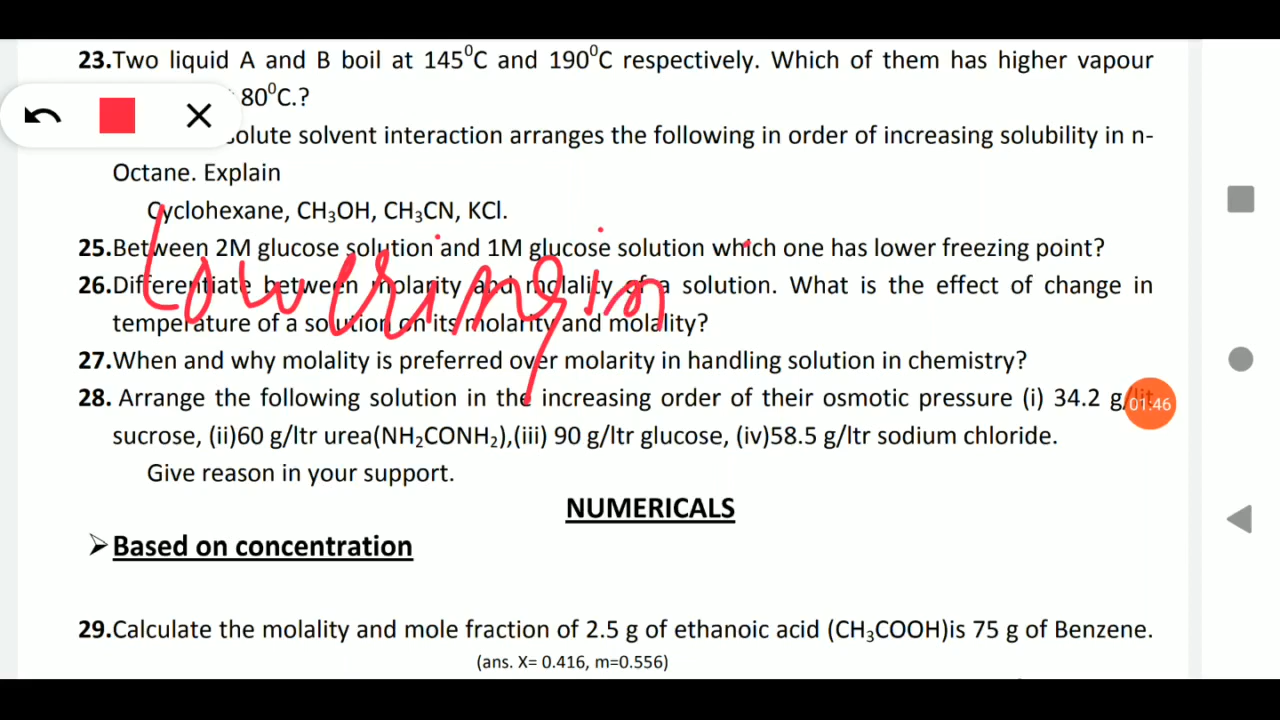 23.Two liquid A and B boil at 145⁰C and 190⁰C respectively. Which of them has higher vapour
80⁰C.?
solute solvent interaction arranges the following in order of increasing solubility in n-
Octane. Explain
Cyclohexane, CH₃OH, CH₃CN, KCl.
25.Between 2M glucose solution and 1M glucose solution which one has lower freezing point?
Lowering in
26.Differentiate between molarity and molality of a solution. What is the effect of change in
temperature of a solution on its molarity and molality?
27.When and why molality is preferred over molarity in handling solution in chemistry?
28. Arrange the following solution in the increasing order of their osmotic pressure (i) 34.2 g/lit
01:46
sucrose, (ii)60 g/ltr urea(NH₂CONH₂),(iii) 90 g/ltr glucose, (iv)58.5 g/ltr sodium chloride.
Give reason in your support.
NUMERICALS
➢Based on concentration
29.Calculate the molality and mole fraction of 2.5 g of ethanoic acid (CH₃COOH)is 75 g of Benzene.
(ans. X= 0.416, m=0.556)